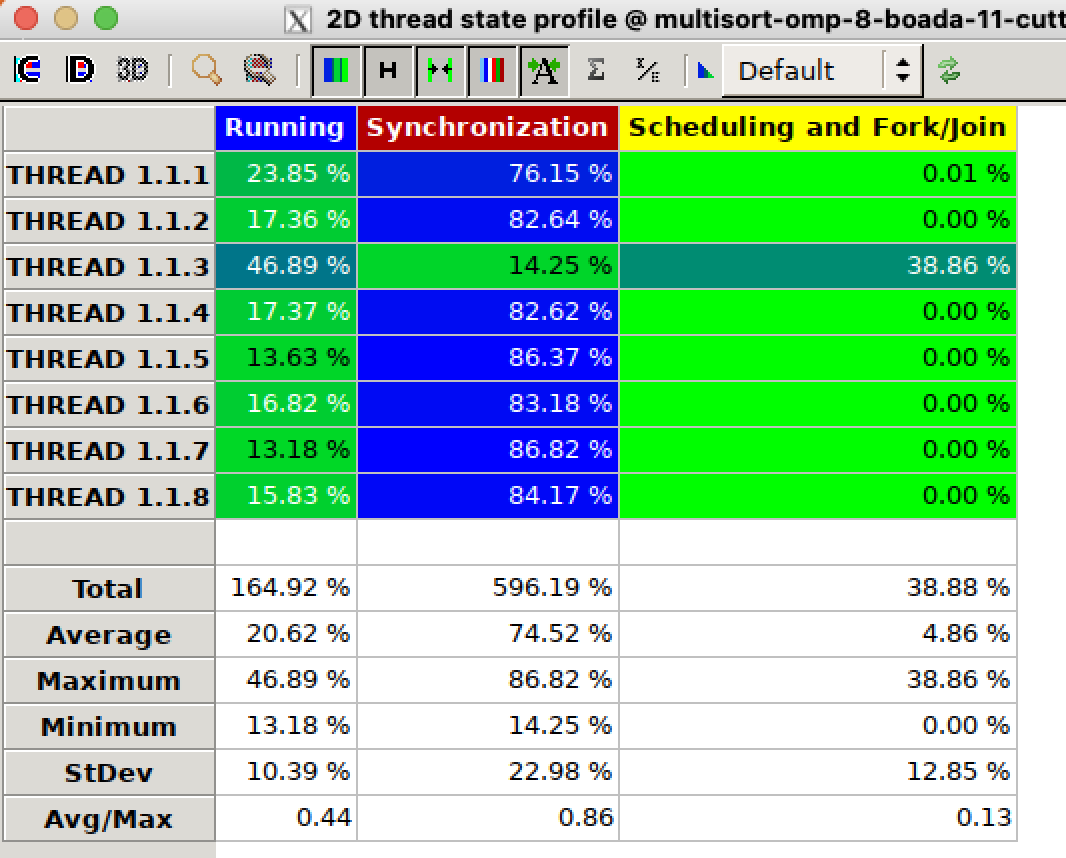 2D thread state profile @ multisort-omp-8-boada-11-cutt
3D Default
Running Synchronization Scheduling and Fork/Join
THREAD 1.1.1 23.85 % 76.15 % 0.01 %
THREAD 1.1.2 17.36 % 82.64 % 0.00 %
THREAD 1.1.3 46.89 % 14.25 % 38.86 %
THREAD 1.1.4 17.37 % 82.62 % 0.00 %
THREAD 1.1.5 13.63 % 86.37 % 0.00 %
THREAD 1.1.6 16.82 % 83.18 % 0.00 %
THREAD 1.1.7 13.18 % 86.82 % 0.00 %
THREAD 1.1.8 15.83 % 84.17 % 0.00 %
Total 164.92 % 596.19 % 38.88 %
Average 20.62 % 74.52 % 4.86 %
Maximum 46.89 % 86.82 % 38.86 %
Minimum 13.18 % 14.25 % 0.00 %
StDev 10.39 % 22.98 % 12.85 %
Avg/Max 0.44 0.86 0.13